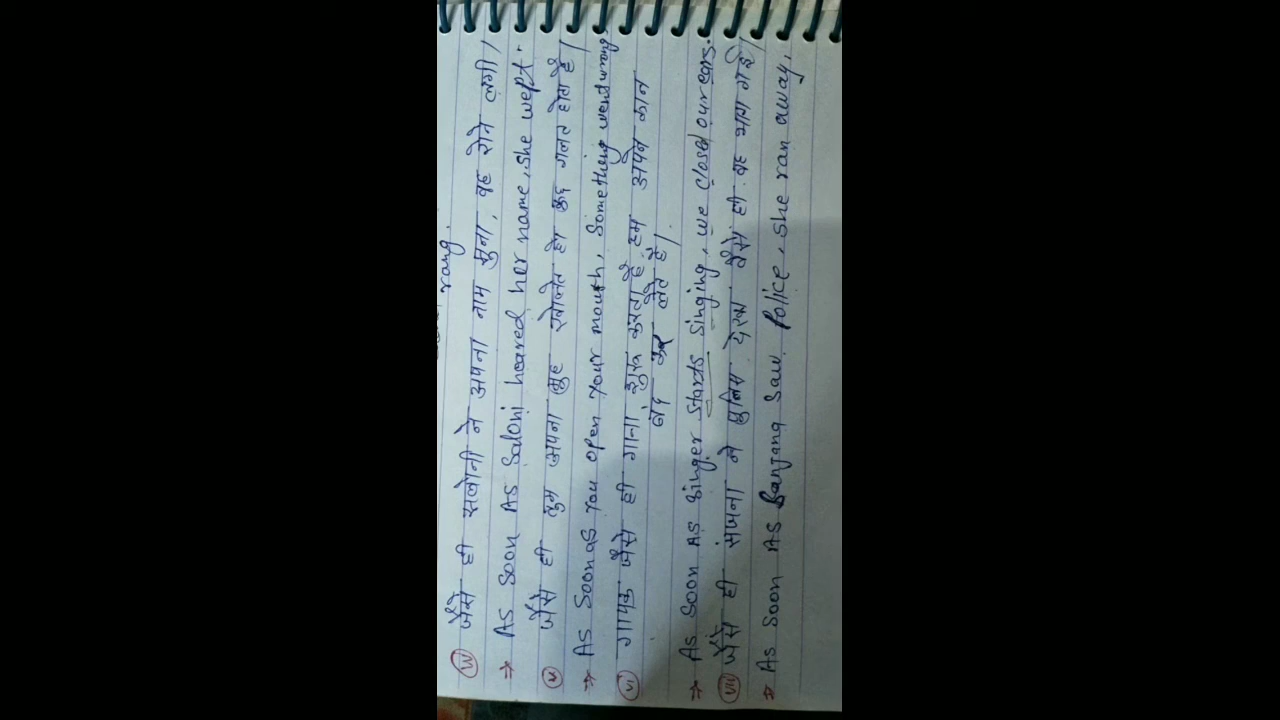 rang.
(iv) जैसे ही सलोनी ने अपना नाम सुना, वह रोने लगी।
⇒ AS Soon AS Saloni heared her name, she wept.
(v) जैसे ही तुम अपना मुह खोलते हो कुछ गलत होता है।
⇒ AS Soon as You open Your mouth, Something went wrong.
(vi) गायक जैसे ही गाना शुरू करता है, हम अपने कान
बंद कर लेते है।
⇒ As Soon As Singer Starts Singing, we closed our ears.
(vii) जैसे ही सपना ने पुलिस देखा वैसे ही वह भाग गई।
⇒ As Soon AS Saw Police, she ran away.